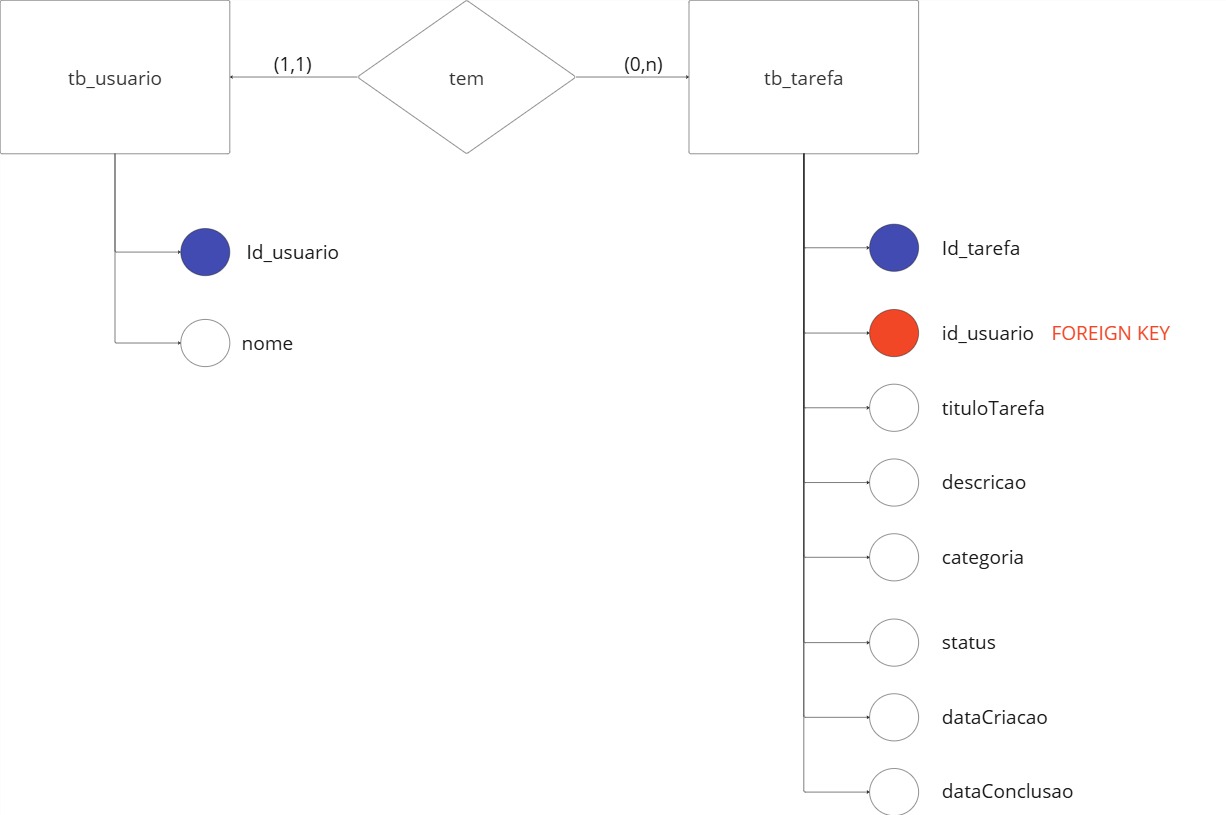 tb_usuario
(1,1)
tem
(0,n)
tb_tarefa
Id_usuario
nome
Id_tarefa
id_usuario FOREIGN KEY
tituloTarefa
descricao
categoria
status
dataCriacao
dataConclusao